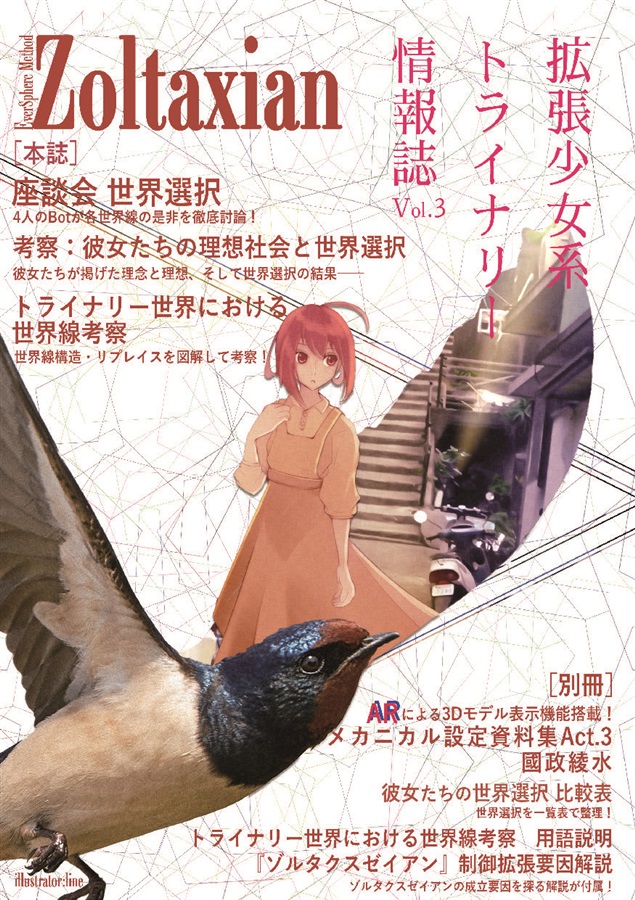 EverSphere Method
Zoltaxian
拡張少女系
トライナリー
情報誌
Vol.3
［本誌］
座談会 世界選択
4人のBotが各世界線の是非を徹底討論！
考察：彼女たちの理想社会と世界選択
彼女たちが掲げた理念と理想、そして世界選択の結果――
トライナリー世界における
世界線考察
世界線構造・リプレイスを図解して考察！
［別冊］
ARによる3Dモデル表示機能搭載！
メカニカル設定資料集Act.3
國政綾水
彼女たちの世界選択 比較表
世界選択を一覧表で整理！
トライナリー世界における世界線考察　用語説明
『ゾルタクスゼイアン』制御拡張要因解説
ゾルタクスゼイアンの成立要因を探る解説が付属！
illustrator:line